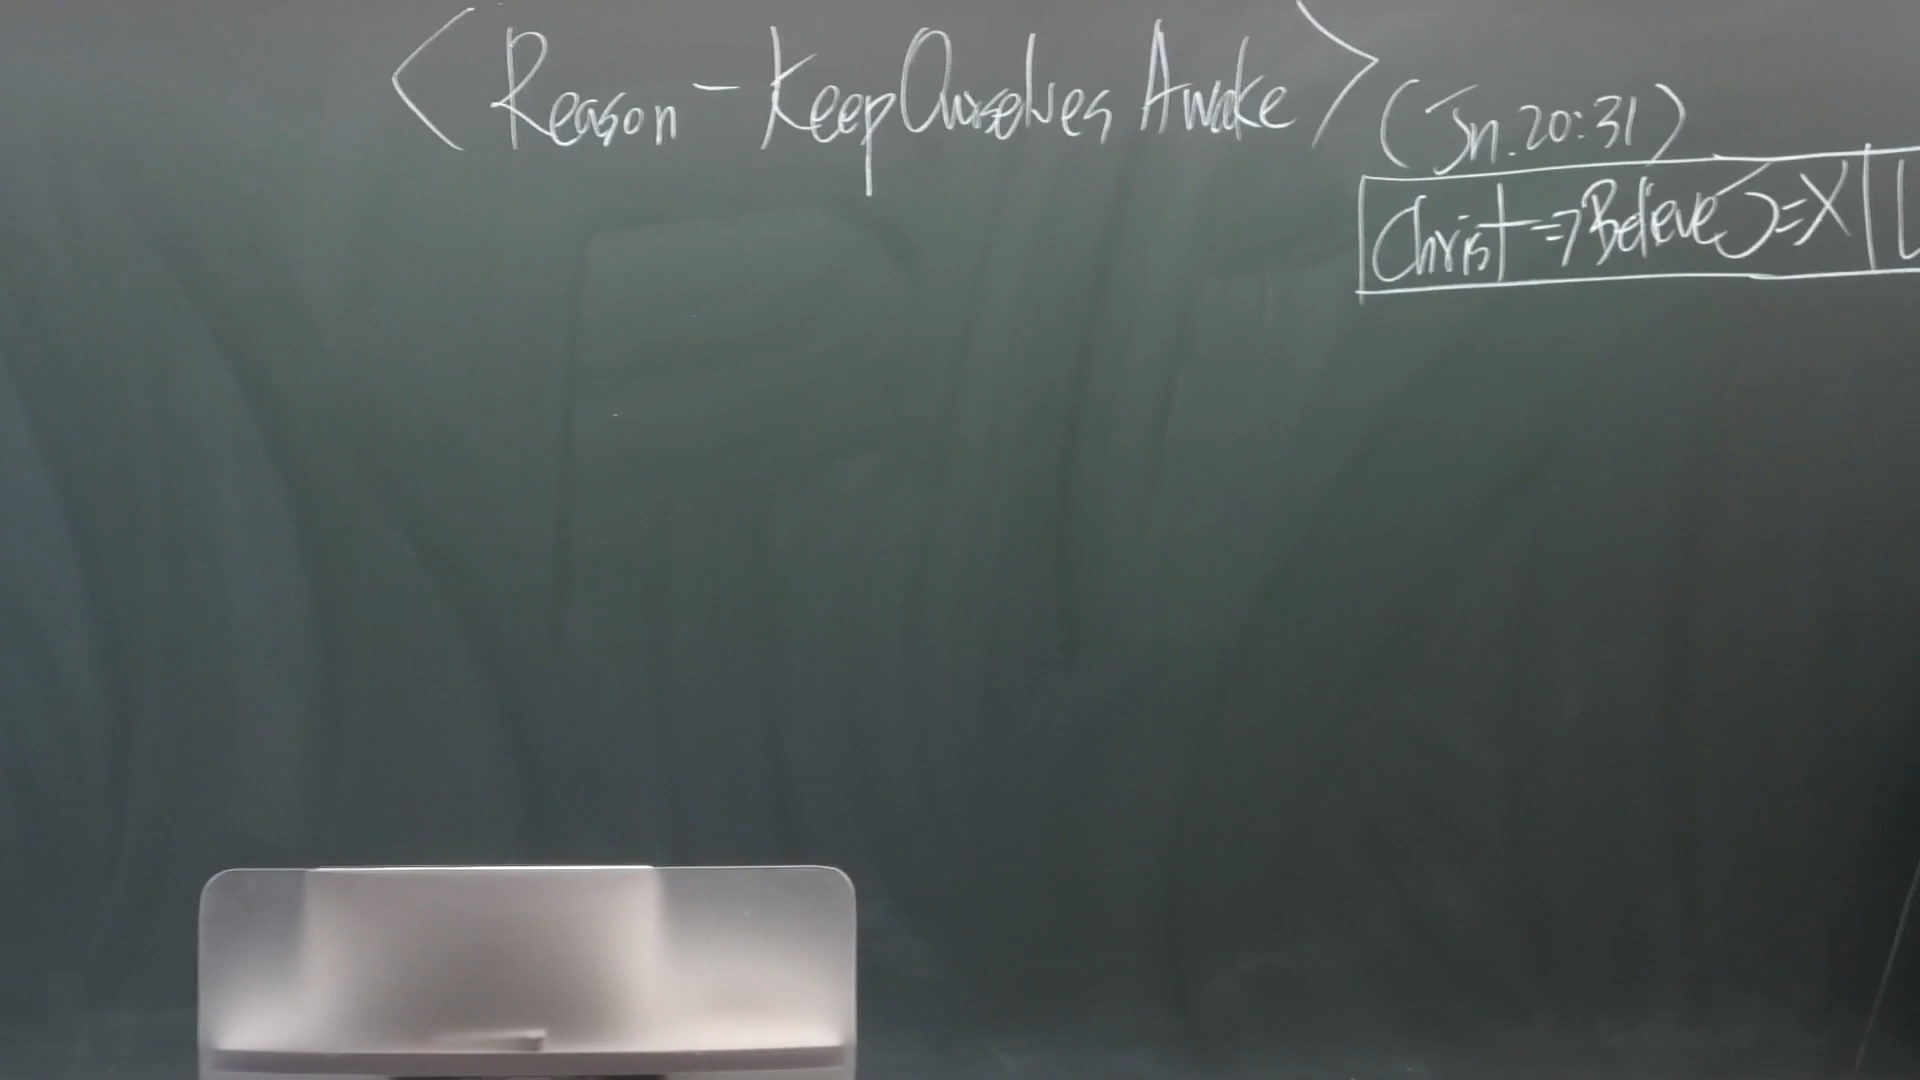 <Reason - Keep Ourselves Awake>
(Jn.20:31)
Christ => Believe) = X